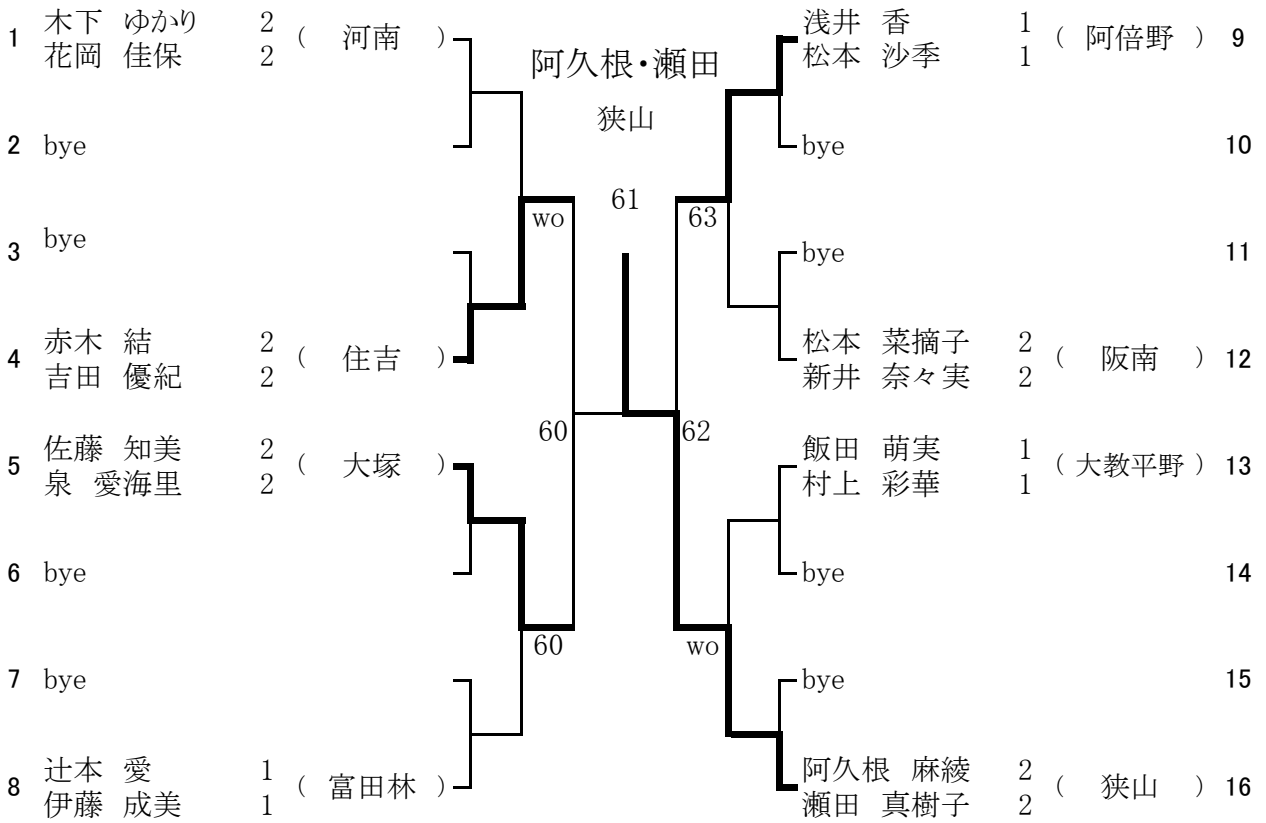 阿久根・瀬田
狭山
61
1 木下 ゆかり 2 ( 河南 )
花岡 佳保 2
2 bye
3 bye
wo
4 赤木 結 2 ( 住吉 )
吉田 優紀 2
60
5 佐藤 知美 2 ( 大塚 )
泉 愛海里 2
6 bye
60
7 bye
8 辻本 愛 1 ( 富田林 )
伊藤 成美 1
浅井 香 1 ( 阿倍野 ) 9
松本 沙季 1
bye 10
63
bye 11
松本 菜摘子 2 ( 阪南 ) 12
新井 奈々実 2
62
飯田 萌実 1 ( 大教平野 ) 13
村上 彩華 1
bye 14
wo
bye 15
阿久根 麻綾 2 ( 狭山 ) 16
瀬田 真樹子 2